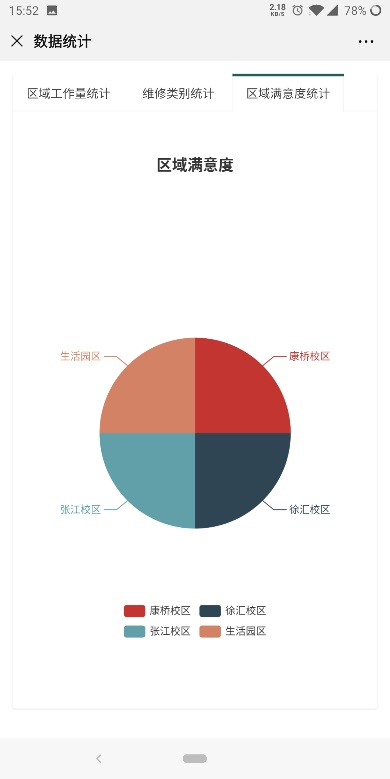 15:52 2.18 KB/S 78%
数据统计
区域工作量统计 维修类别统计 区域满意度统计
区域满意度
生活园区 康桥校区
张江校区 徐汇校区
康桥校区 徐汇校区
张江校区 生活园区